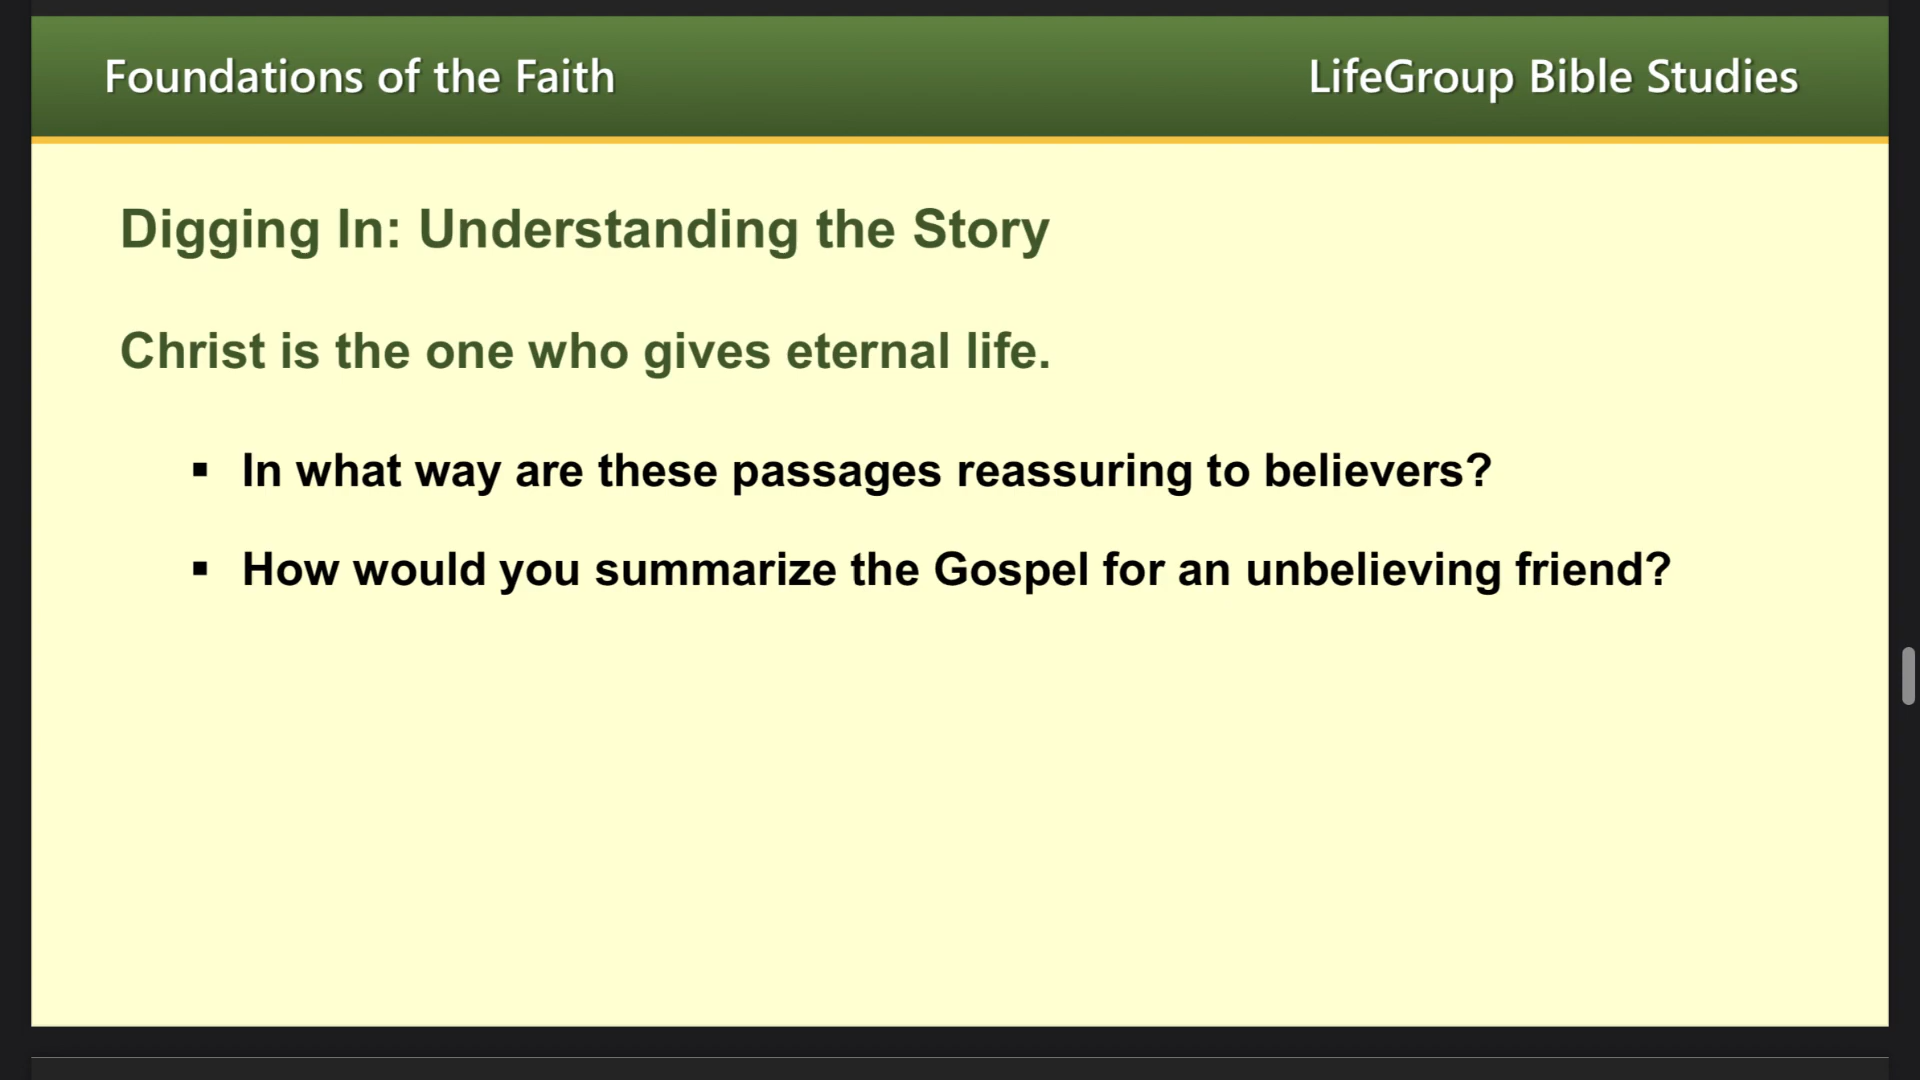 Foundations of the Faith
LifeGroup Bible Studies
Digging In: Understanding the Story
Christ is the one who gives eternal life.
▪ In what way are these passages reassuring to believers?
▪ How would you summarize the Gospel for an unbelieving friend?